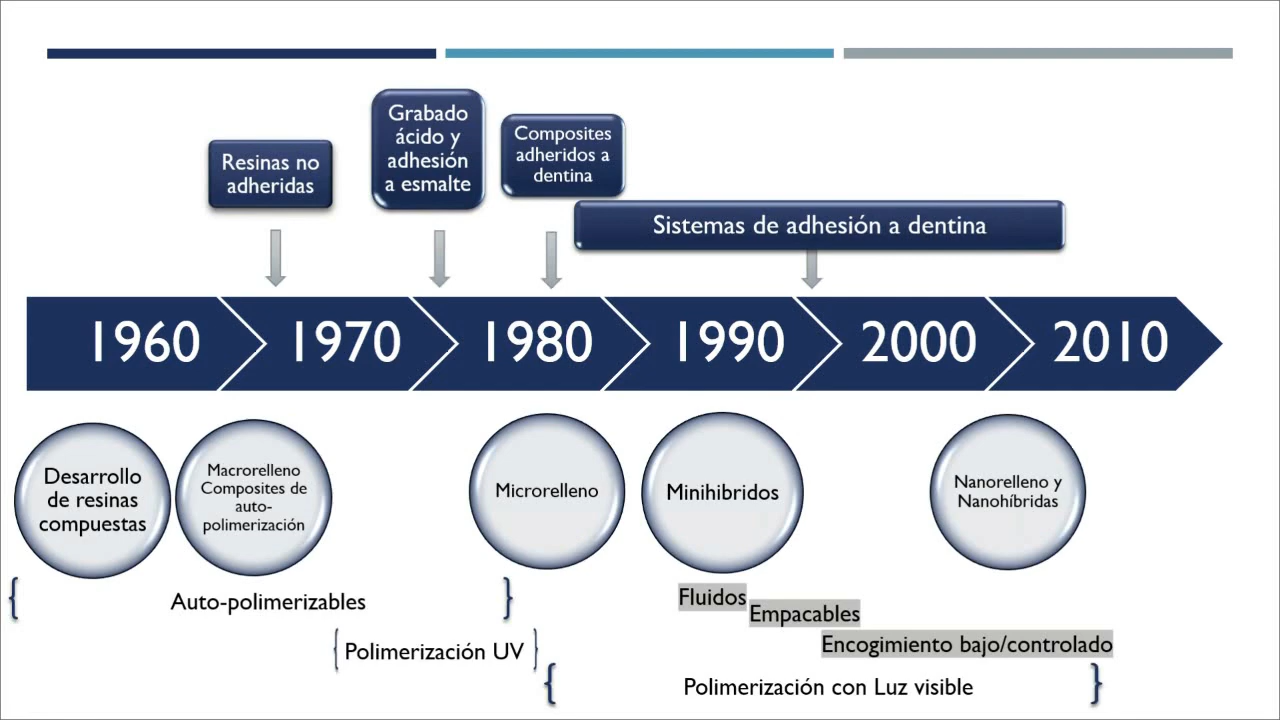 Resinas no
adheridas
Grabado
ácido y
adhesión
a esmalte
Composites
adheridos a
dentina
Sistemas de adhesión a dentina
1960
1970
1980
1990
2000
2010
Desarrollo
de resinas
compuestas
Macrorelleno
Composites de
auto-
polimerización
Microrelleno
Minihibridos
Nanorelleno y
Nanohíbridas
{ Auto-polimerizables }
Fluidos
Empacables
Encogimiento bajo/controlado
{ Polimerización UV }
{ Polimerización con Luz visible }